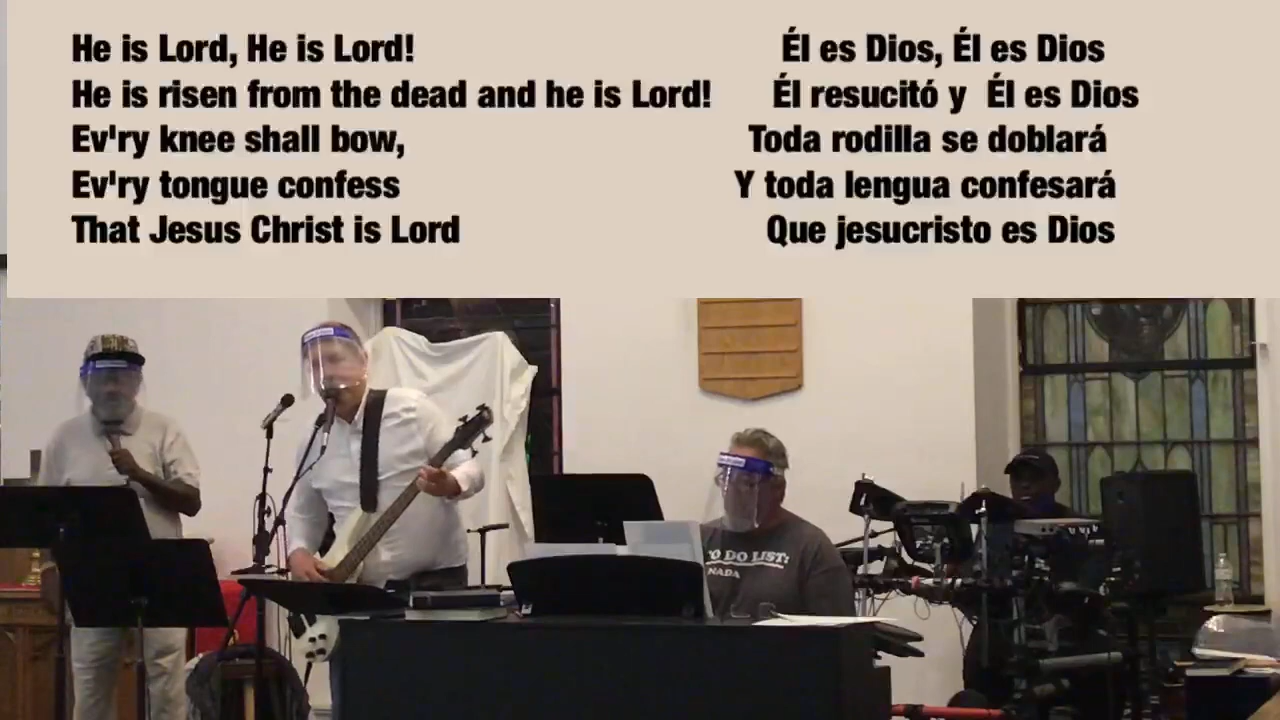 He is Lord, He is Lord!
He is risen from the dead and he is Lord!
Ev'ry knee shall bow,
Ev'ry tongue confess
That Jesus Christ is Lord
Él es Dios, Él es Dios
Él resucitó y Él es Dios
Toda rodilla se doblará
Y toda lengua confesará
Que jesucristo es Dios
TO DO LIST:
NADA